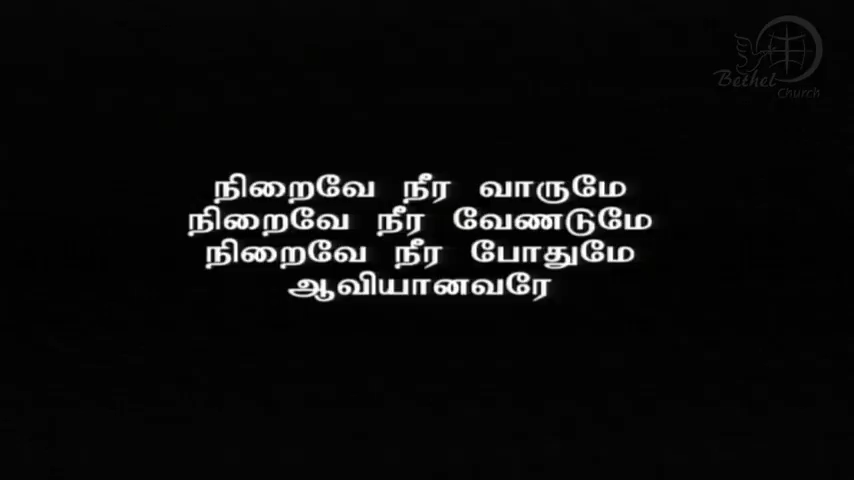 Bethel
Church
நிறைவே நீர வாருமே
நிறைவே நீர வேணடுமே
நிறைவே நீர போதுமே
ஆவியானவரே